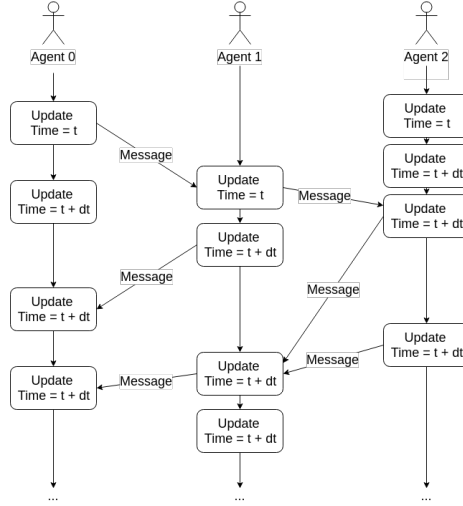 Agent 0
Agent 1
Agent 2
Update
Time = t
Update
Time = t
Message
Update
Time = t + dt
Update
Time = t
Message
Update
Time = t + dt
Update
Time = t + dt
Update
Time = t + dt
Message
Message
Update
Time = t + dt
Update
Time = t + dt
Update
Time = t + dt
Message
Update
Time = t + dt
Message
Update
Time = t + dt
...
...
...